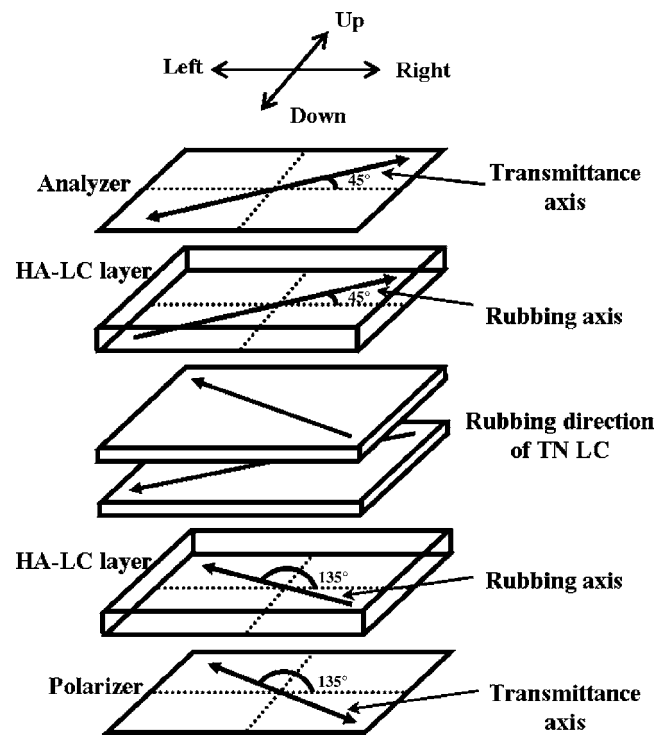 Up
Left
Right
Down
Analyzer
45°
Transmittance
axis
HA-LC layer
45°
Rubbing axis
Rubbing direction
of TN LC
HA-LC layer
135°
Rubbing axis
Polarizer
135°
Transmittance
axis